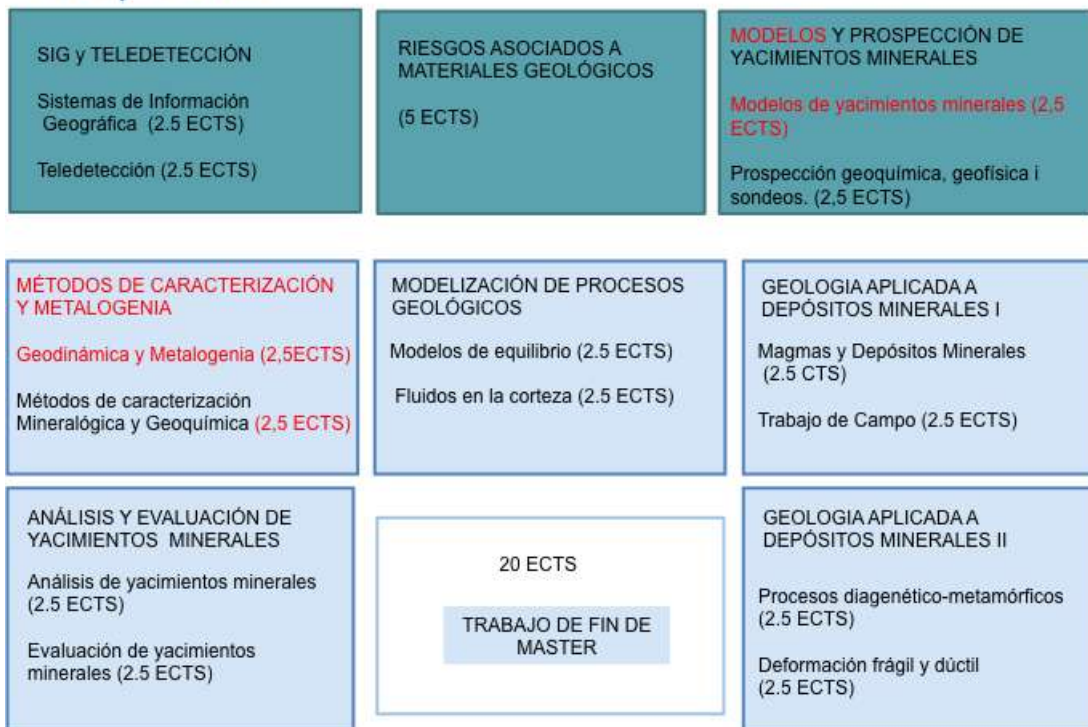 SIG y TELEDETECCIÓN
Sistemas de Información
Geográfica (2.5 ECTS)
Teledetección (2.5 ECTS)
RIESGOS ASOCIADOS A
MATERIALES GEOLÓGICOS
(5 ECTS)
MODELOS Y PROSPECCIÓN DE
YACIMIENTOS MINERALES
Modelos de yacimientos minerales (2,5
ECTS)
Prospección geoquímica, geofísica i
sondeos. (2,5 ECTS)
MÉTODOS DE CARACTERIZACIÓN
Y METALOGENIA
Geodinámica y Metalogenia (2,5ECTS)
Métodos de caracterización
Mineralógica y Geoquímica (2,5 ECTS)
MODELIZACIÓN DE PROCESOS
GEOLÓGICOS
Modelos de equilibrio (2.5 ECTS)
Fluidos en la corteza (2.5 ECTS)
GEOLOGIA APLICADA A
DEPÓSITOS MINERALES I
Magmas y Depósitos Minerales
(2.5 CTS)
Trabajo de Campo (2.5 ECTS)
ANÁLISIS Y EVALUACIÓN DE
YACIMIENTOS MINERALES
Análisis de yacimientos minerales
(2.5 ECTS)
Evaluación de yacimientos
minerales (2.5 ECTS)
20 ECTS
TRABAJO DE FIN DE
MASTER
GEOLOGIA APLICADA A
DEPÓSITOS MINERALES II
Procesos diagenético-metamórficos
(2.5 ECTS)
Deformación frágil y dúctil
(2.5 ECTS)